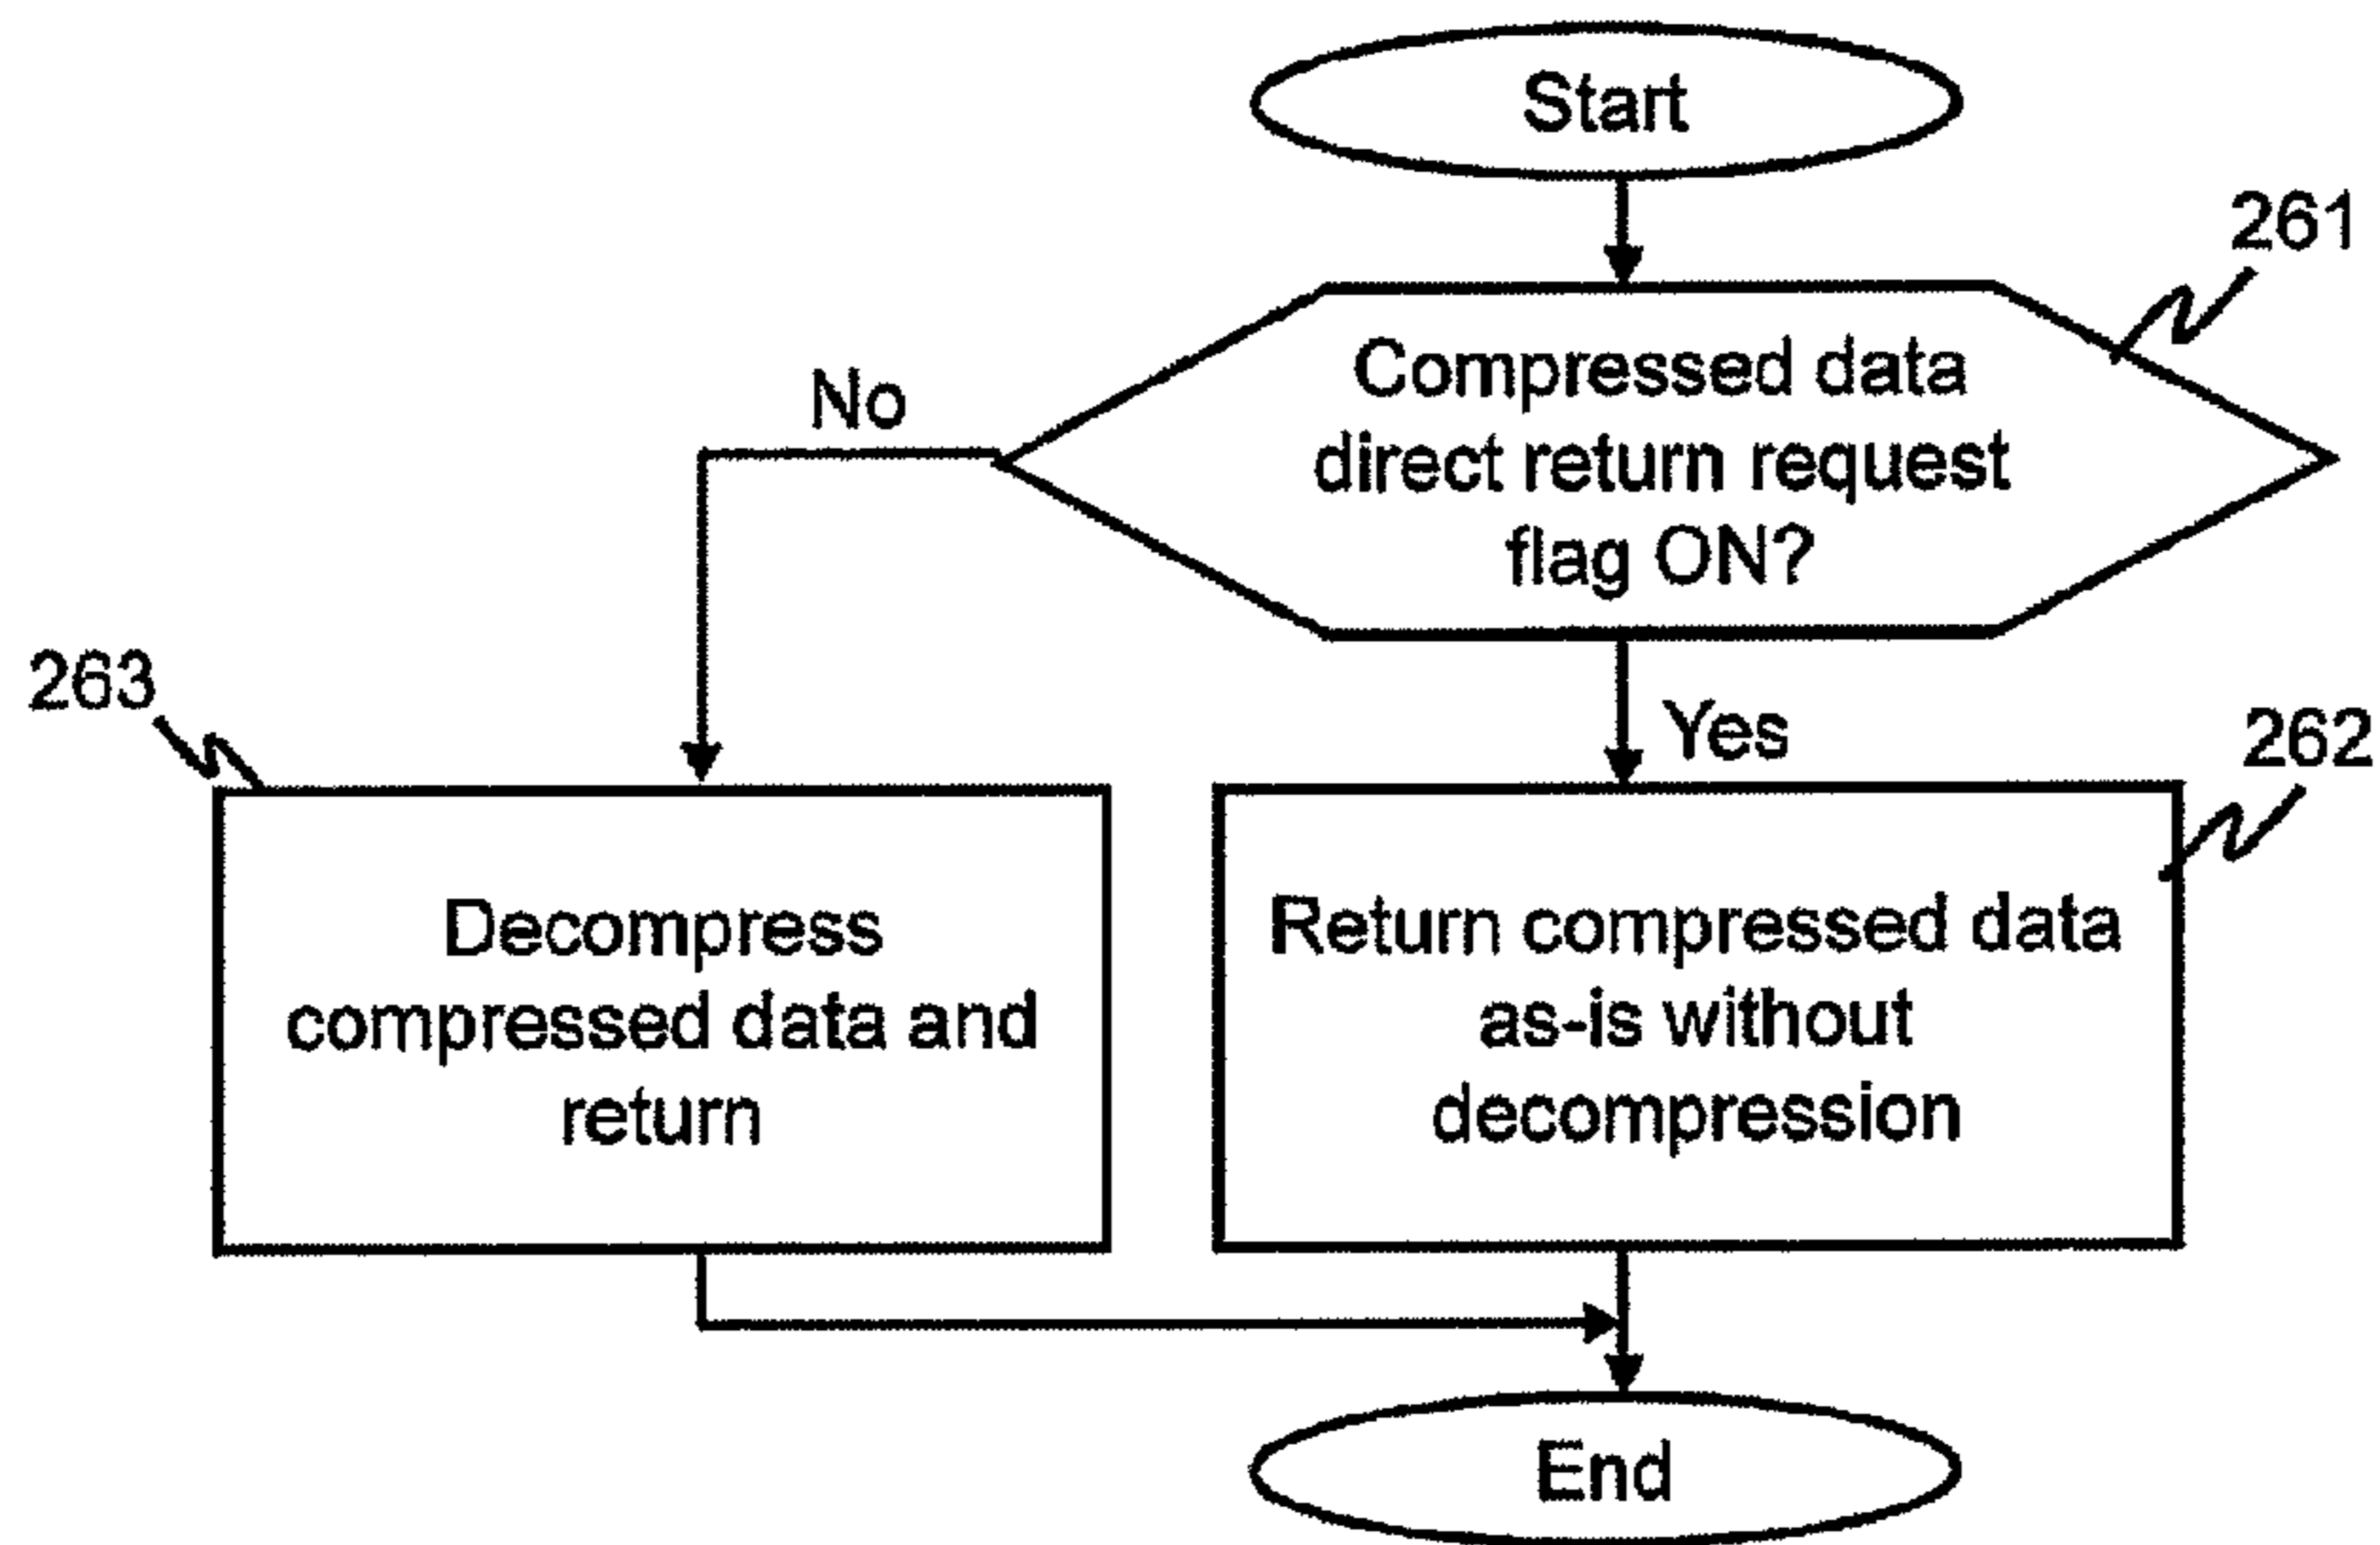 Start
261
Compressed data
direct return request
flag ON?
No
Yes
263
262
Decompress
compressed data and
return
Return compressed data
as-is without
decompression
End